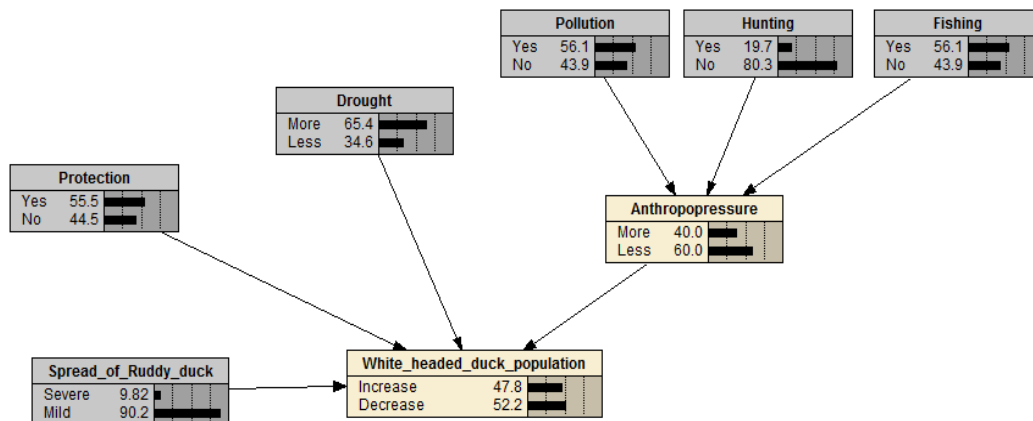 Pollution
Yes 56.1
No 43.9
Hunting
Yes 19.7
No 80.3
Fishing
Yes 56.1
No 43.9
Drought
More 65.4
Less 34.6
Protection
Yes 55.5
No 44.5
Anthropopressure
More 40.0
Less 60.0
Spread_of_Ruddy_duck
Severe 9.82
Mild 90.2
White_headed_duck_population
Increase 47.8
Decrease 52.2